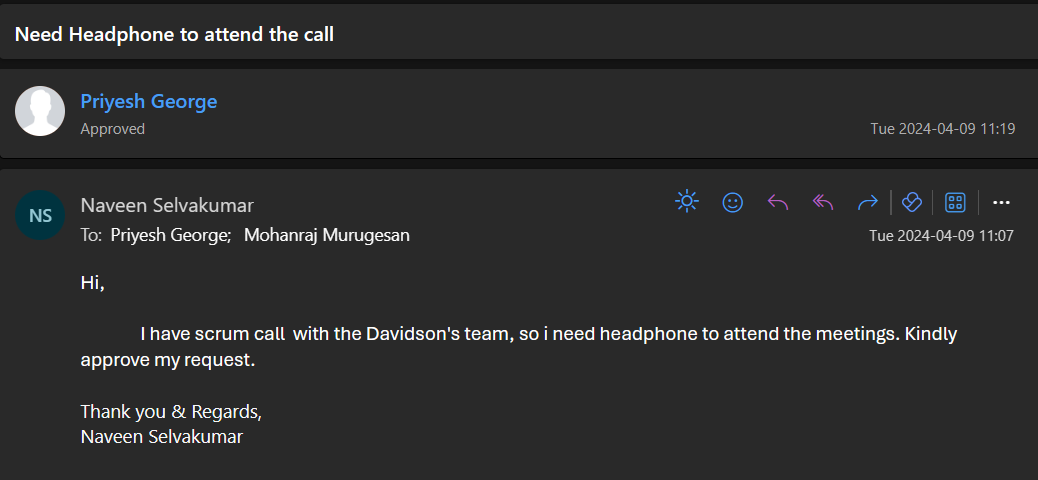 Need Headphone to attend the call
Priyesh George
Approved
Tue 2024-04-09 11:19
NS
Naveen Selvakumar
To: Priyesh George; Mohanraj Murugesan
Tue 2024-04-09 11:07
Hi,
I have scrum call with the Davidson's team, so i need headphone to attend the meetings. Kindly
approve my request.
Thank you & Regards,
Naveen Selvakumar